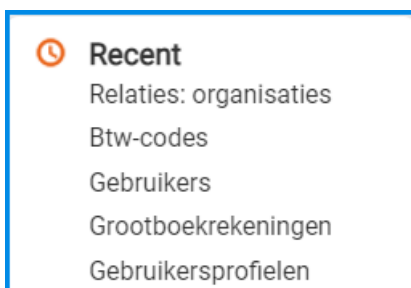 Recent
Relaties: organisaties
Btw-codes
Gebruikers
Grootboekrekeningen
Gebruikersprofielen